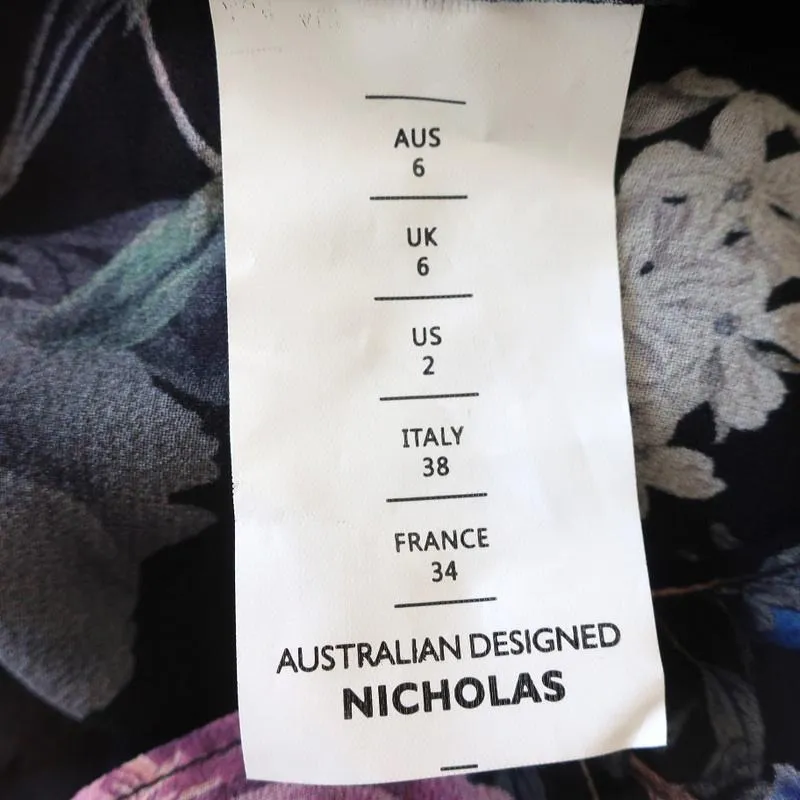 AUS
6
UK
6
US
2
ITALY
38
FRANCE
34
AUSTRALIAN DESIGNED
NICHOLAS